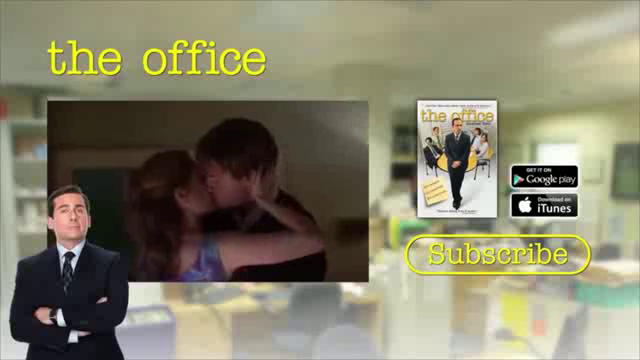 the office
the office
GET IT ON
Google play
Download on
iTunes
Subscribe